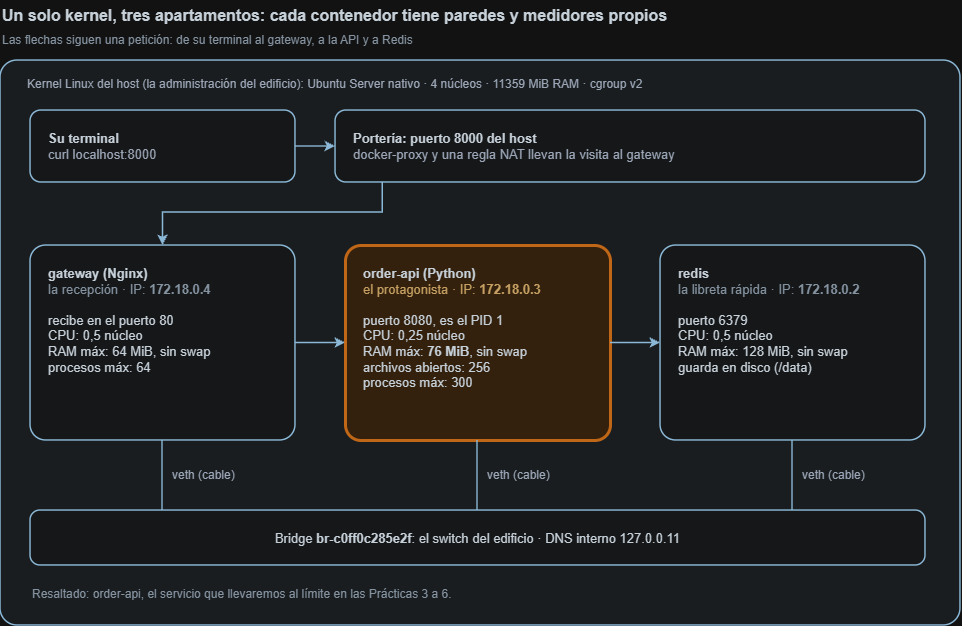 Un solo kernel, tres apartamentos: cada contenedor tiene paredes y medidores propios
Las flechas siguen una petición: de su terminal al gateway, a la API y a Redis
Kernel Linux del host (la administración del edificio): Ubuntu Server nativo · 4 núcleos · 11359 MiB RAM · cgroup v2
Su terminal
curl localhost:8000
Portería: puerto 8000 del host
docker-proxy y una regla NAT llevan la visita al gateway
gateway (Nginx)
la recepción · IP: 172.18.0.4
recibe en el puerto 80
CPU: 0,5 núcleo
RAM máx: 64 MiB, sin swap
procesos máx: 64
order-api (Python)
el protagonista · IP: 172.18.0.3
puerto 8080, es el PID 1
CPU: 0,25 núcleo
RAM máx: 76 MiB, sin swap
archivos abiertos: 256
procesos máx: 300
redis
la libreta rápida · IP: 172.18.0.2
puerto 6379
CPU: 0,5 núcleo
RAM máx: 128 MiB, sin swap
guarda en disco (/data)
veth (cable)
veth (cable)
veth (cable)
Bridge br-c0ff0c285e2f: el switch del edificio · DNS interno 127.0.0.11
Resaltado: order-api, el servicio que llevaremos al límite en las Prácticas 3 a 6.